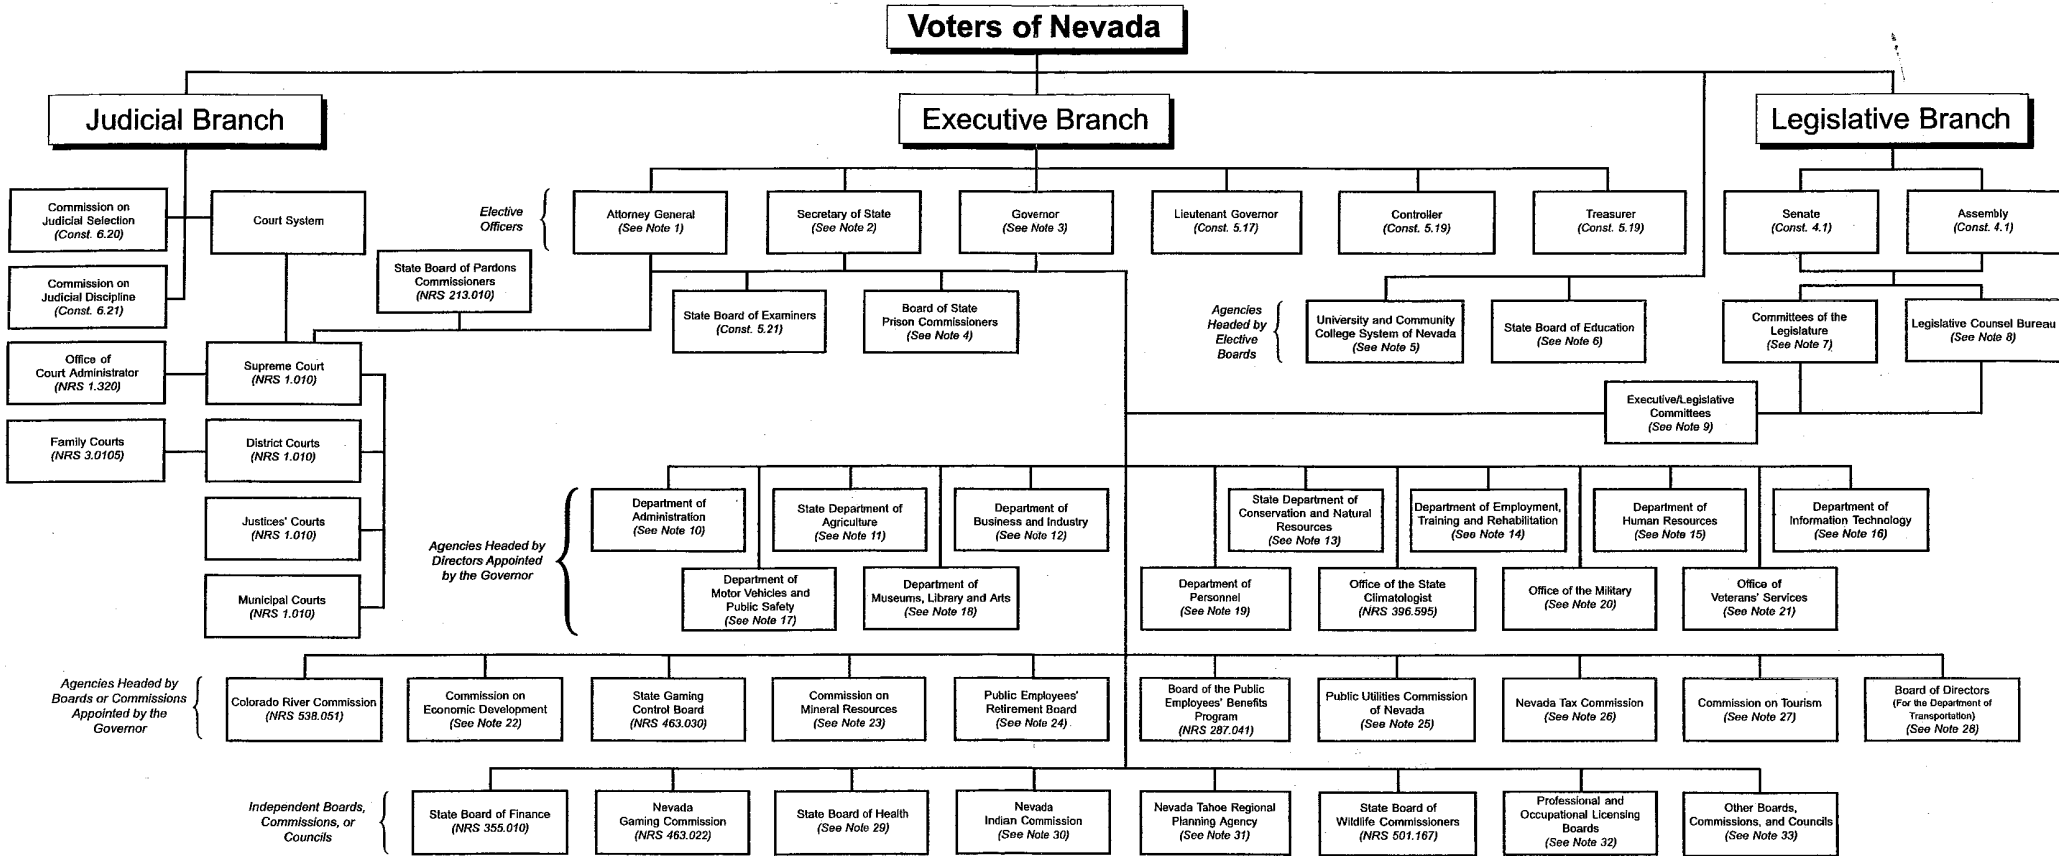 Voters of Nevada
Judicial Branch
Executive Branch
Legislative Branch
Commission on
Judicial Selection
(Const. 6.20)
Court System
Commission on
Judicial Discipline
(Const. 6.21)
Office of
Court Administrator
(NRS 1.320)
Supreme Court
(NRS 1.010)
Family Courts
(NRS 3.0105)
District Courts
(NRS 1.010)
Justices' Courts
(NRS 1.010)
Municipal Courts
(NRS 1.010)
Elective
Officers
Attorney General
(See Note 1)
Secretary of State
(See Note 2)
Governor
(See Note 3)
Lieutenant Governor
(Const. 5.17)
Controller
(Const. 5.19)
Treasurer
(Const. 5.19)
State Board of Pardons
Commissioners
(NRS 213.010)
State Board of Examiners
(Const. 5.21)
Board of State
Prison Commissioners
(See Note 4)
Agencies
Headed by
Elective
Boards
University and Community
College System of Nevada
(See Note 5)
State Board of Education
(See Note 6)
Senate
(Const. 4.1)
Assembly
(Const. 4.1)
Committees of the
Legislature
(See Note 7)
Legislative Counsel Bureau
(See Note 8)
Executive/Legislative
Committees
(See Note 9)
Agencies Headed by
Directors Appointed
by the Governor
Department of
Administration
(See Note 10)
State Department of
Agriculture
(See Note 11)
Department of
Business and Industry
(See Note 12)
State Department of
Conservation and Natural
Resources
(See Note 13)
Department of Employment,
Training and Rehabilitation
(See Note 14)
Department of
Human Resources
(See Note 15)
Department of
Information Technology
(See Note 16)
Department of
Motor Vehicles and
Public Safety
(See Note 17)
Department of
Museums, Library and Arts
(See Note 18)
Department of
Personnel
(See Note 19)
Office of the State
Climatologist
(NRS 396.595)
Office of the Military
(See Note 20)
Office of
Veterans' Services
(See Note 21)
Agencies Headed by
Boards or Commissions
Appointed by the
Governor
Colorado River Commission
(NRS 538.051)
Commission on
Economic Development
(See Note 22)
State Gaming
Control Board
(NRS 463.030)
Commission on
Mineral Resources
(See Note 23)
Public Employees'
Retirement Board
(See Note 24)
Board of the Public
Employees' Benefits
Program
(NRS 287.041)
Public Utilities Commission
of Nevada
(See Note 25)
Nevada Tax Commission
(See Note 26)
Commission on Tourism
(See Note 27)
Board of Directors
(For the Department of
Transportation)
(See Note 28)
Independent Boards,
Commissions, or
Councils
State Board of Finance
(NRS 355.010)
Nevada
Gaming Commission
(NRS 463.022)
State Board of Health
(See Note 29)
Nevada
Indian Commission
(See Note 30)
Nevada Tahoe Regional
Planning Agency
(See Note 31)
State Board of
Wildlife Commissioners
(NRS 501.167)
Professional and
Occupational Licensing
Boards
(See Note 32)
Other Boards,
Commissions, and Councils
(See Note 33)